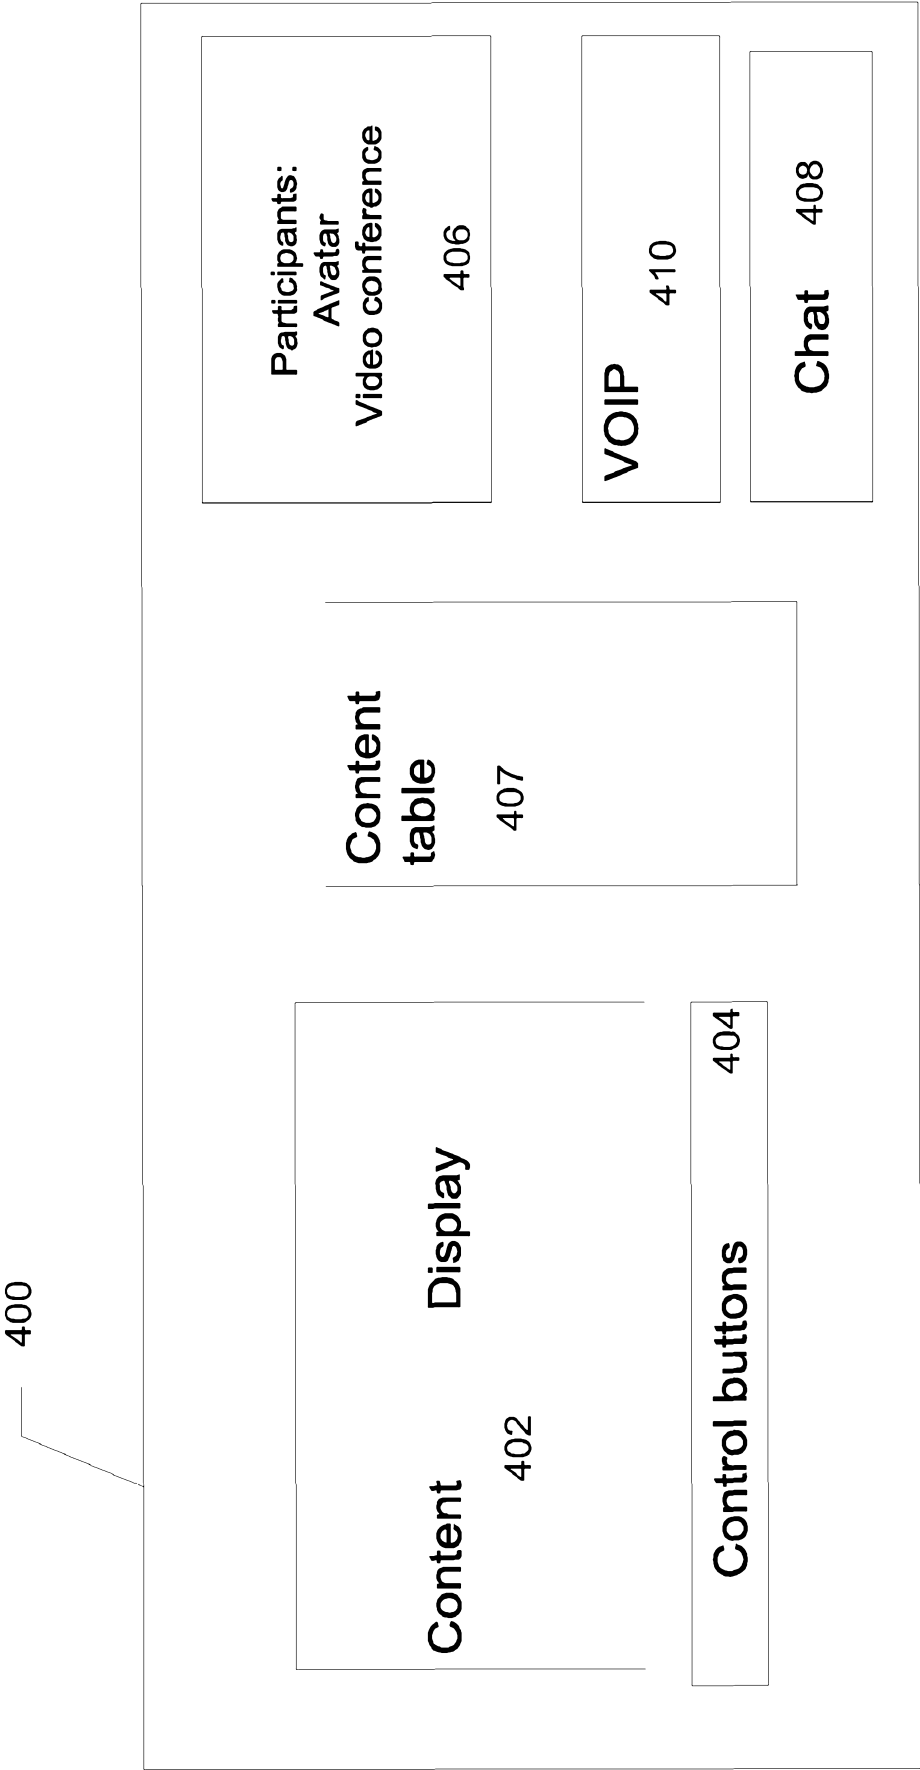 400
Content Display
402
Control buttons 404
Content
table
407
Participants:
Avatar
Video conference
406
VOIP
410
Chat 408